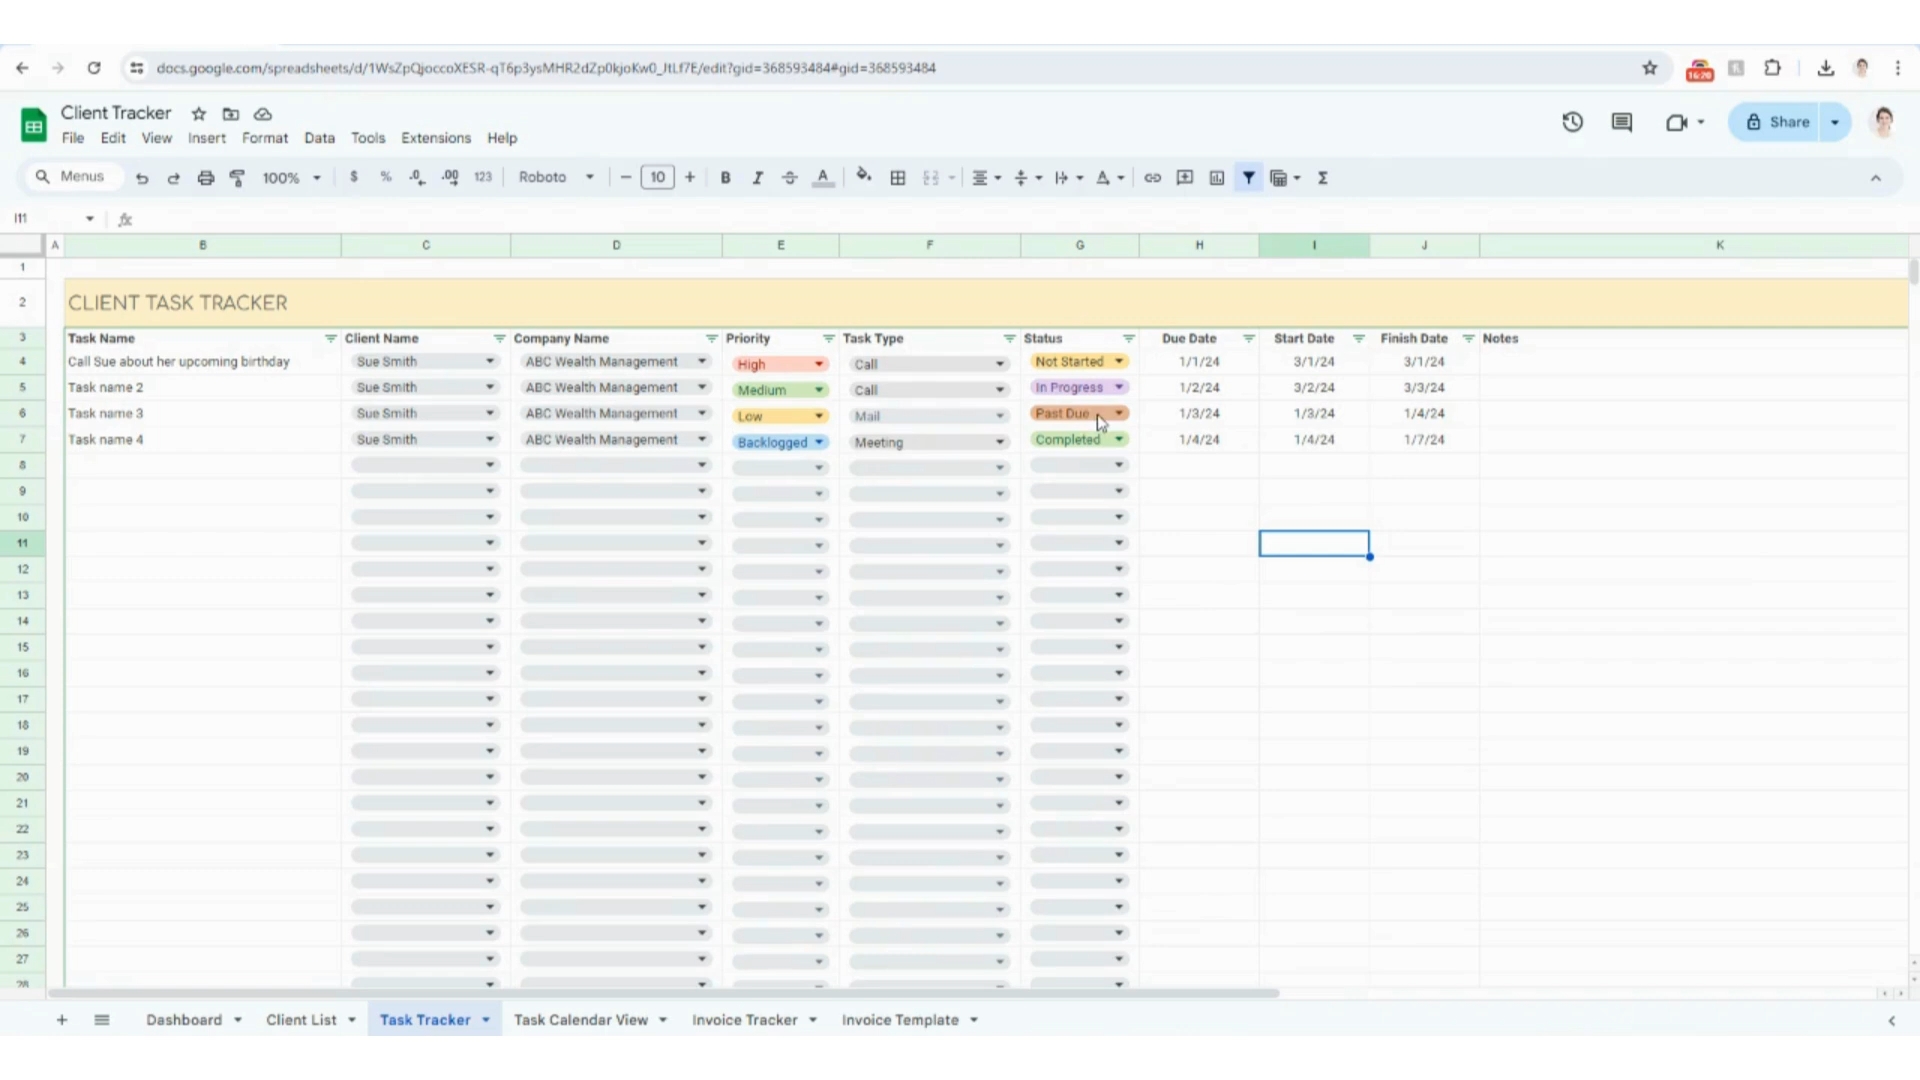 docs.google.com/spreadsheets/d/1WsZpQjoccoXESR-qT6p3ysMHR2dZp0kjoKw0_JtLf7E/edit?gid=368593484#gid=368593484
16:20
Client Tracker
File Edit View Insert Format Data Tools Extensions Help
Share
Menus 100% $ % .0 .00 123 Roboto − 10 + B I A Σ
I11 fx
A B C D E F G H I J K
1
2 CLIENT TASK TRACKER
3 Task Name Client Name Company Name Priority Task Type Status Due Date Start Date Finish Date Notes
4 Call Sue about her upcoming birthday Sue Smith ABC Wealth Management High Call Not Started 1/1/24 3/1/24 3/1/24
5 Task name 2 Sue Smith ABC Wealth Management Medium Call In Progress 1/2/24 3/2/24 3/3/24
6 Task name 3 Sue Smith ABC Wealth Management Low Mail Past Due 1/3/24 1/3/24 1/4/24
7 Task name 4 Sue Smith ABC Wealth Management Backlogged Meeting Completed 1/4/24 1/4/24 1/7/24
8
9
10
11
12
13
14
15
16
17
18
19
20
21
22
23
24
25
26
27
28
+ Dashboard Client List Task Tracker Task Calendar View Invoice Tracker Invoice Template